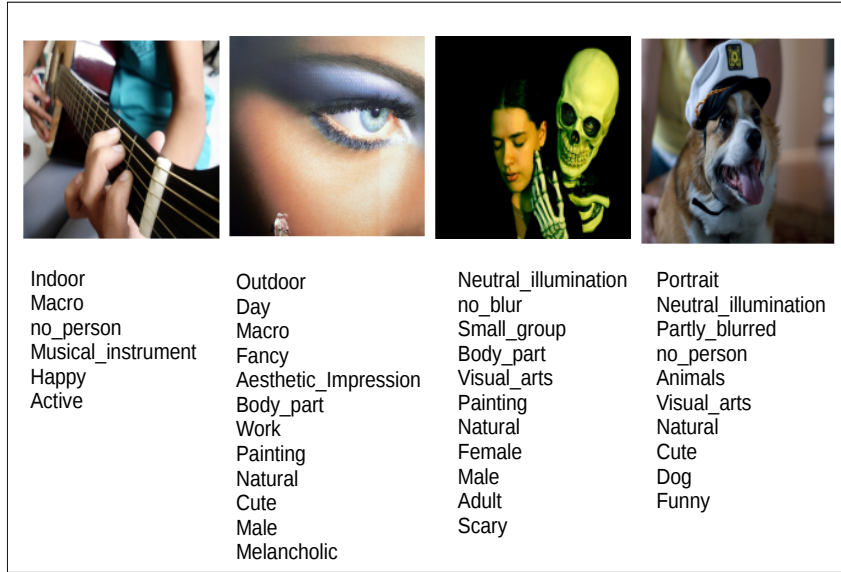 Indoor
Macro
no_person
Musical_instrument
Happy
Active
Outdoor
Day
Macro
Fancy
Aesthetic_Impression
Body_part
Work
Painting
Natural
Cute
Male
Melancholic
Neutral_illumination
no_blur
Small_group
Body_part
Visual_arts
Painting
Natural
Female
Male
Adult
Scary
Portrait
Neutral_illumination
Partly_blurred
no_person
Animals
Visual_arts
Natural
Cute
Dog
Funny